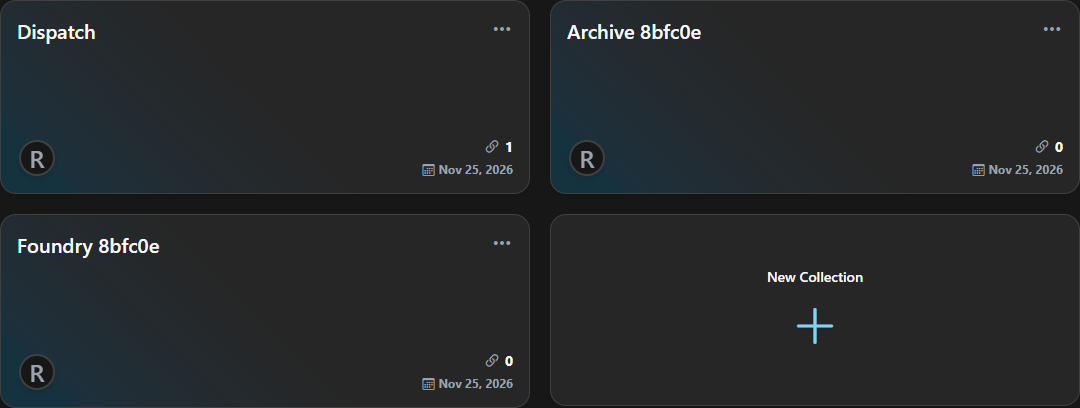 Dispatch
R
1
Nov 25, 2026
Archive 8bfc0e
R
0
Nov 25, 2026
Foundry 8bfc0e
R
0
Nov 25, 2026
New Collection